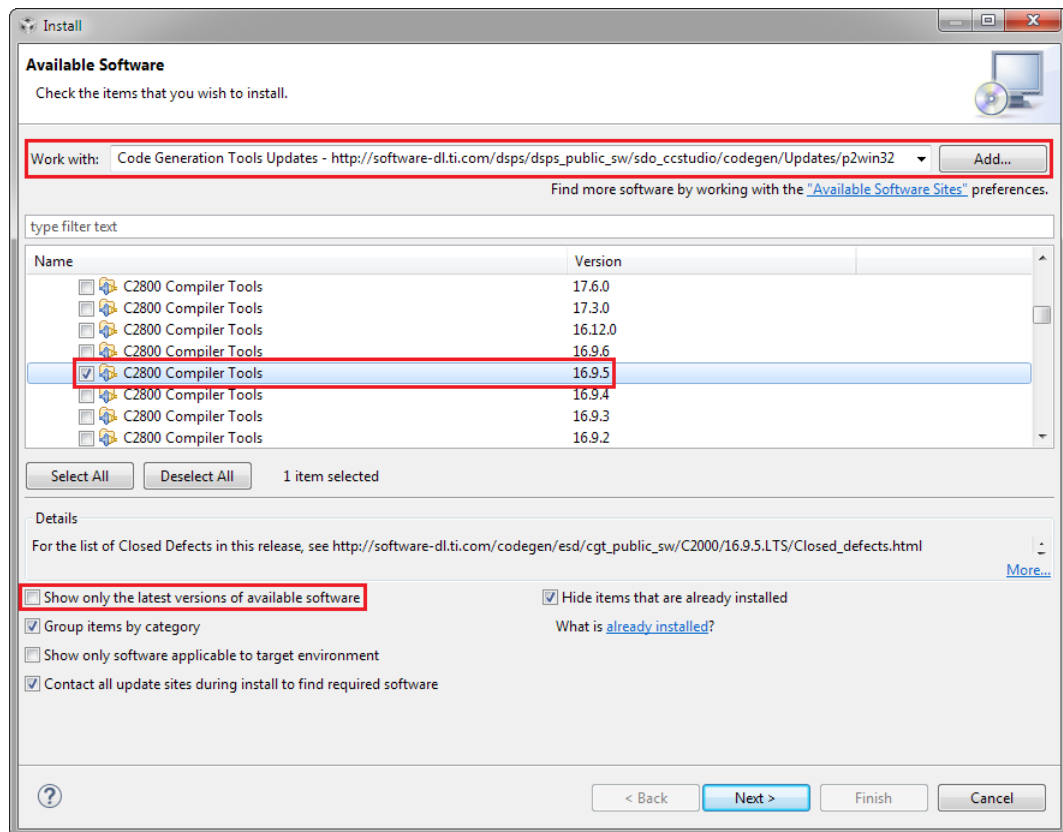 Install
Available Software
Check the items that you wish to install.
Work with: Code Generation Tools Updates - http://software-dl.ti.com/dsps/dsps_public_sw/sdo_ccstudio/codegen/Updates/p2win32 Add...
Find more software by working with the "Available Software Sites" preferences.
type filter text
Name Version
C2800 Compiler Tools 17.6.0
C2800 Compiler Tools 17.3.0
C2800 Compiler Tools 16.12.0
C2800 Compiler Tools 16.9.6
C2800 Compiler Tools 16.9.5
C2800 Compiler Tools 16.9.4
C2800 Compiler Tools 16.9.3
C2800 Compiler Tools 16.9.2
Select All Deselect All 1 item selected
Details
For the list of Closed Defects in this release, see http://software-dl.ti.com/codegen/esd/cgt_public_sw/C2000/16.9.5.LTS/Closed_defects.html
More...
Show only the latest versions of available software Hide items that are already installed
Group items by category What is already installed?
Show only software applicable to target environment
Contact all update sites during install to find required software
? < Back Next > Finish Cancel